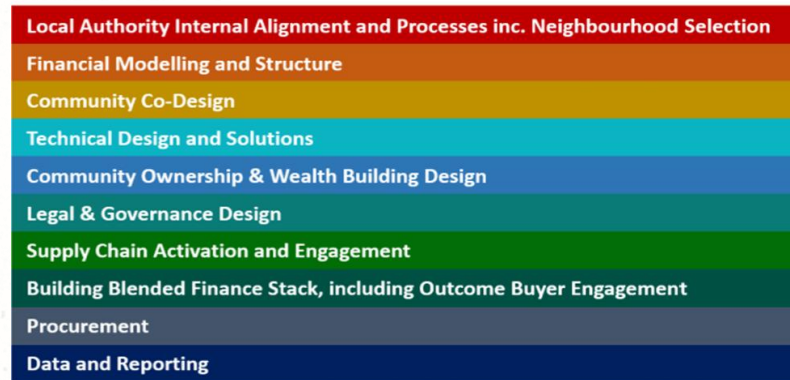 Local Authority Internal Alignment and Processes inc. Neighbourhood Selection
Financial Modelling and Structure
Community Co-Design
Technical Design and Solutions
Community Ownership & Wealth Building Design
Legal & Governance Design
Supply Chain Activation and Engagement
Building Blended Finance Stack, including Outcome Buyer Engagement
Procurement
Data and Reporting